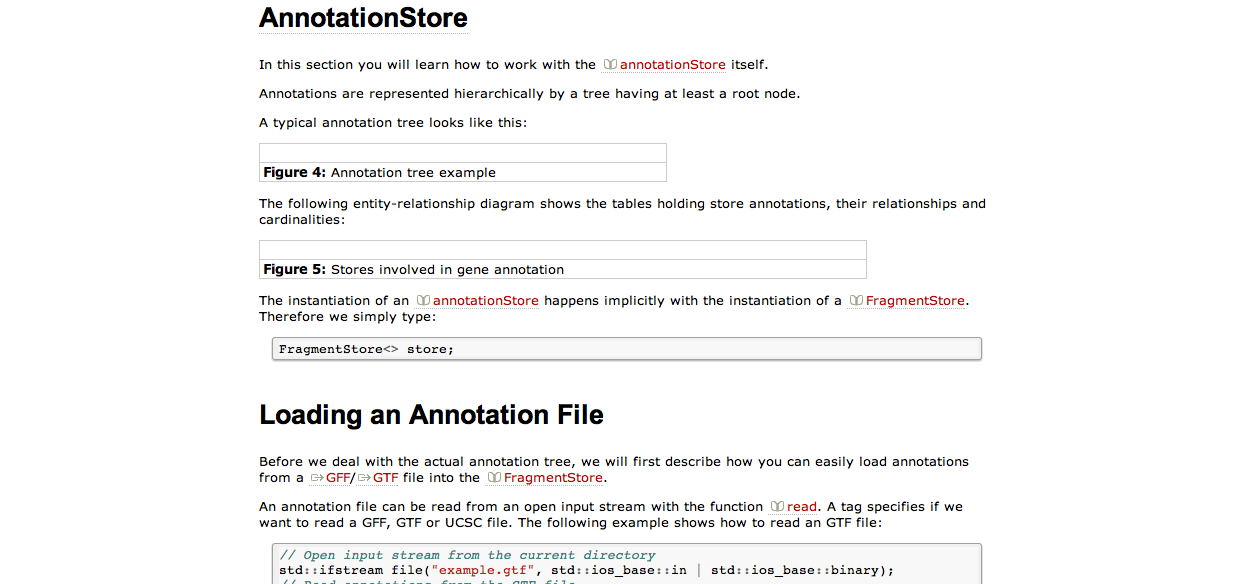 AnnotationStore
In this section you will learn how to work with the annotationStore itself.
Annotations are represented hierarchically by a tree having at least a root node.
A typical annotation tree looks like this:
Figure 4: Annotation tree example
The following entity-relationship diagram shows the tables holding store annotations, their relationships and
cardinalities:
Figure 5: Stores involved in gene annotation
The instantiation of an annotationStore happens implicitly with the instantiation of a FragmentStore.
Therefore we simply type:
FragmentStore<> store;
Loading an Annotation File
Before we deal with the actual annotation tree, we will first describe how you can easily load annotations
from a GFF/GTF file into the FragmentStore.
An annotation file can be read from an open input stream with the function read. A tag specifies if we
want to read a GFF, GTF or UCSC file. The following example shows how to read an GTF file:
// Open input stream from the current directory
std::ifstream file("example.gtf", std::ios_base::in | std::ios_base::binary);
// Read annotations from the GTF file